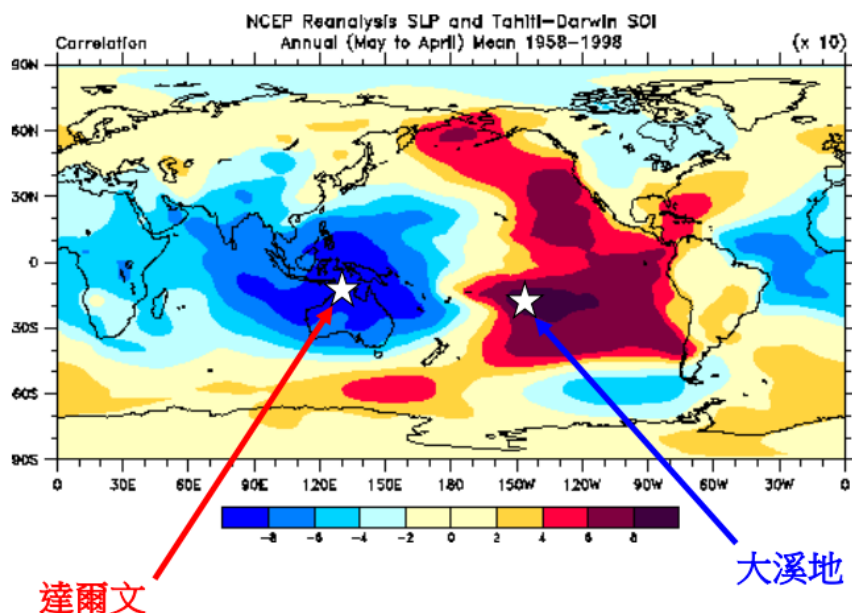 NCEP Reanalysis SLP and Tahiti-Darwin SOI
Correlation Annual (May to April) Mean 1958-1998 (x 10)
90N
60N
30N
0
30S
60S
90S
0 30E 60E 90E 120E 150E 180 150W 120W 90W 60W 30W 0
-8 -6 -4 -2 0 2 4 6 8
達爾文
大溪地